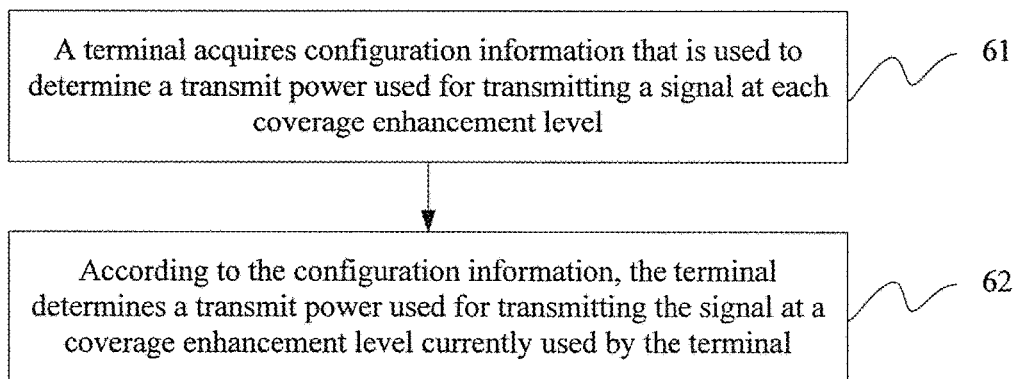 A terminal acquires configuration information that is used to
determine a transmit power used for transmitting a signal at each
coverage enhancement level
61
According to the configuration information, the terminal
determines a transmit power used for transmitting the signal at a
coverage enhancement level currently used by the terminal
62